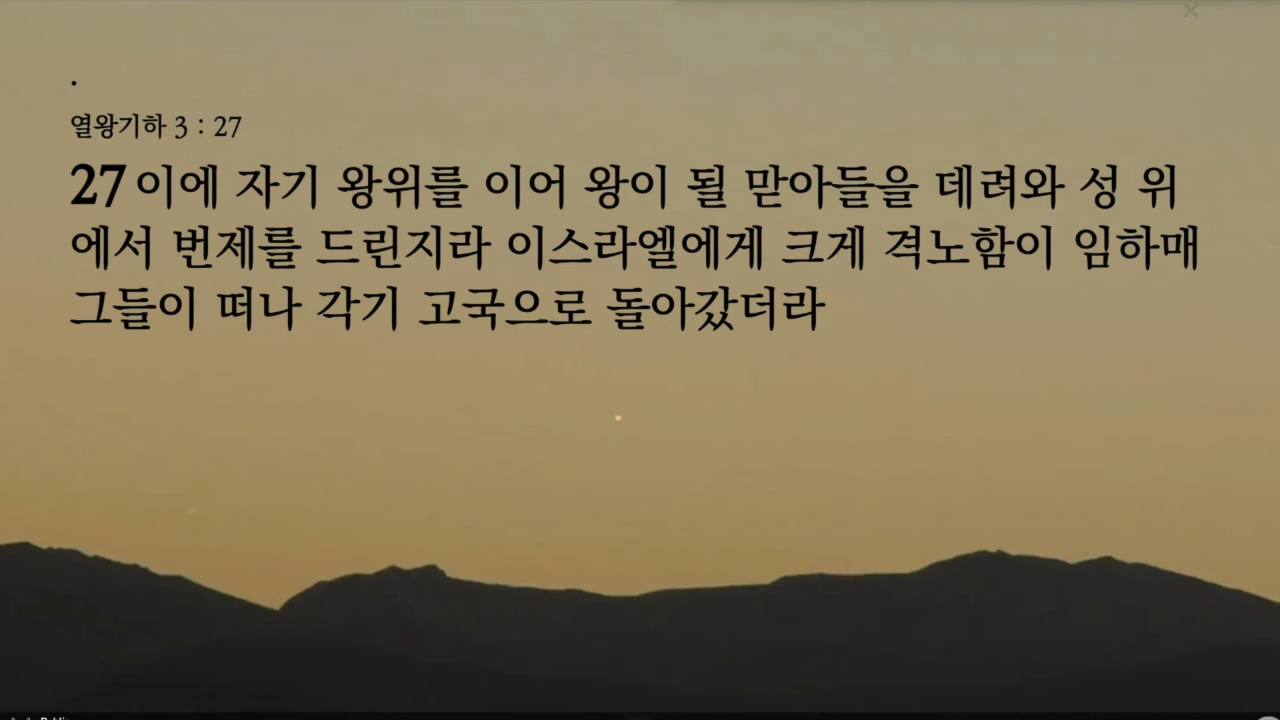 .
열왕기하 3 : 27
27 이에 자기 왕위를 이어 왕이 될 맏아들을 데려와 성 위
에서 번제를 드린지라 이스라엘에게 크게 격노함이 임하매
그들이 떠나 각기 고국으로 돌아갔더라